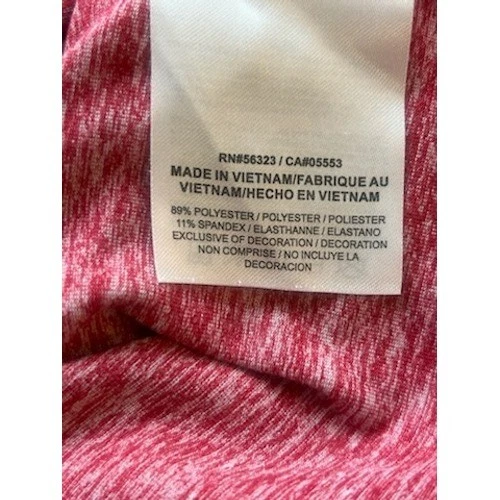 RN#56323 / CA#05553
MADE IN VIETNAM/FABRIQUE AU
VIETNAM/HECHO EN VIETNAM
89% POLYESTER / POLYESTER / POLIESTER
11% SPANDEX / ELASTHANNE / ELASTANO
EXCLUSIVE OF DECORATION / DECORATION
NON COMPRISE / NO INCLUYE LA
DECORACION